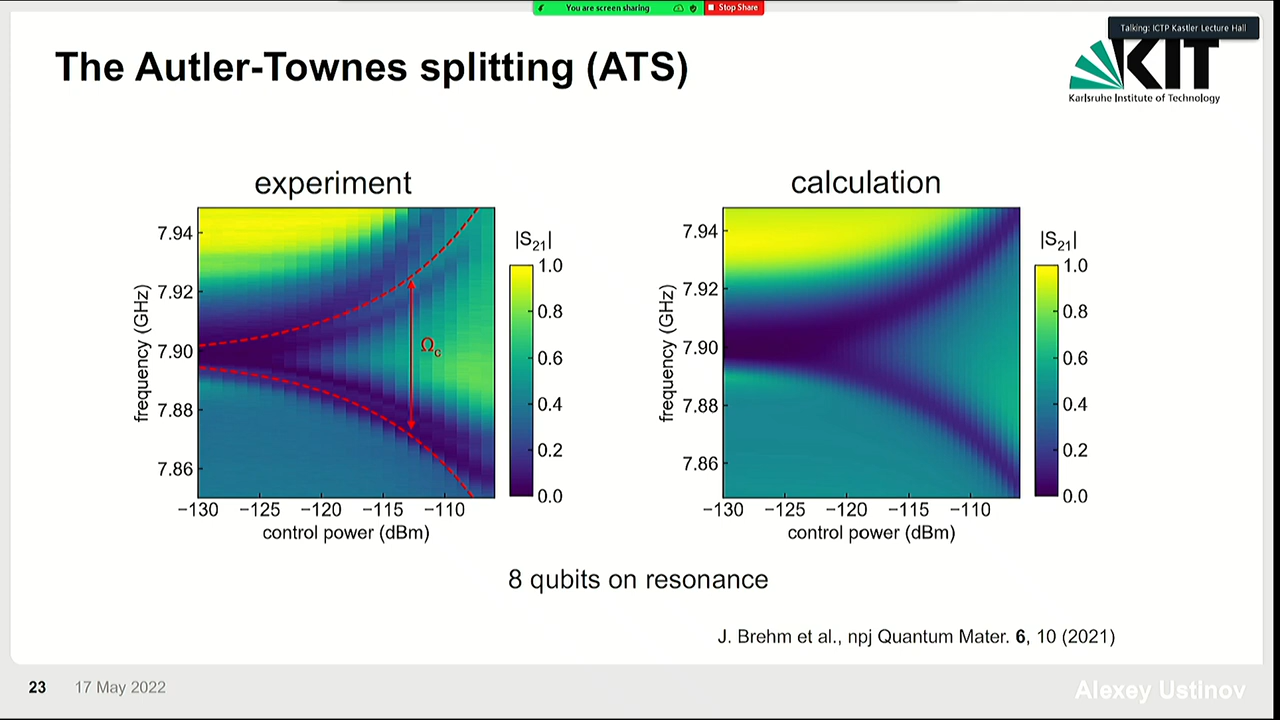 You are screen sharing
Stop Share
Talking: ICTP Kastler Lecture Hall
The Autler-Townes splitting (ATS)
KIT
Karlsruhe Institute of Technology
experiment
calculation
frequency (GHz)
7.94
7.92
7.90
7.88
7.86
Ωc
−130 −125 −120 −115 −110
control power (dBm)
|S21|
1.0
0.8
0.6
0.4
0.2
0.0
frequency (GHz)
7.94
7.92
7.90
7.88
7.86
−130 −125 −120 −115 −110
control power (dBm)
|S21|
1.0
0.8
0.6
0.4
0.2
0.0
8 qubits on resonance
J. Brehm et al., npj Quantum Mater. 6, 10 (2021)
23 17 May 2022
Alexey Ustinov